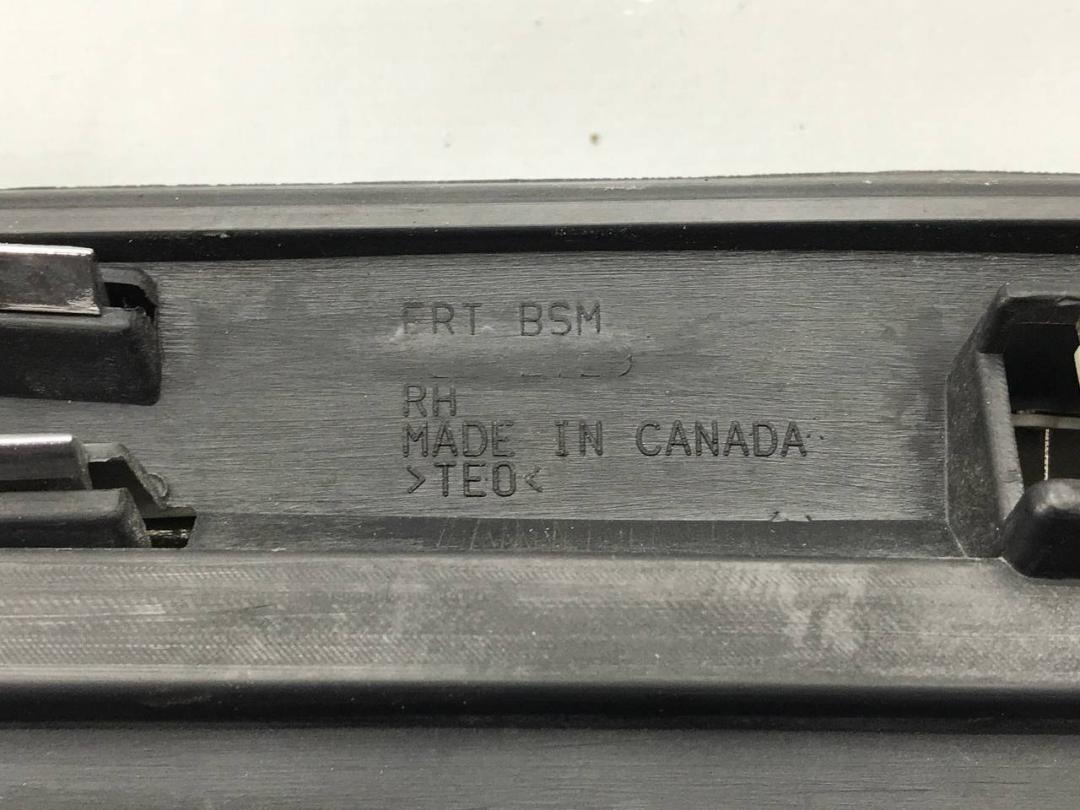 FRT BSM
RH
MADE IN CANADA
>TEO<